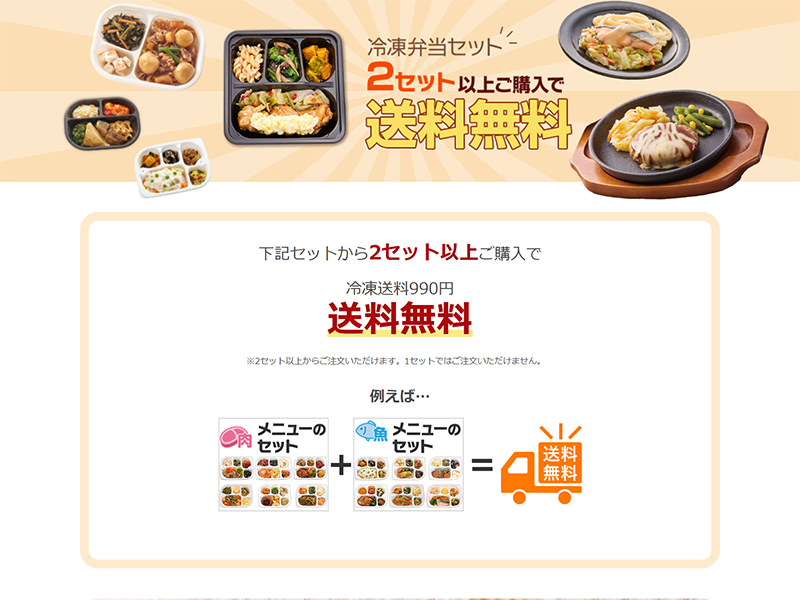 冷凍弁当セット
2セット以上ご購入で
送料無料
下記セットから2セット以上ご購入で
冷凍送料990円
送料無料
※2セット以上からご注文いただけます。1セットではご注文いただけません。
例えば…
肉 メニューの
セット
+
魚 メニューの
セット
=
送料
無料